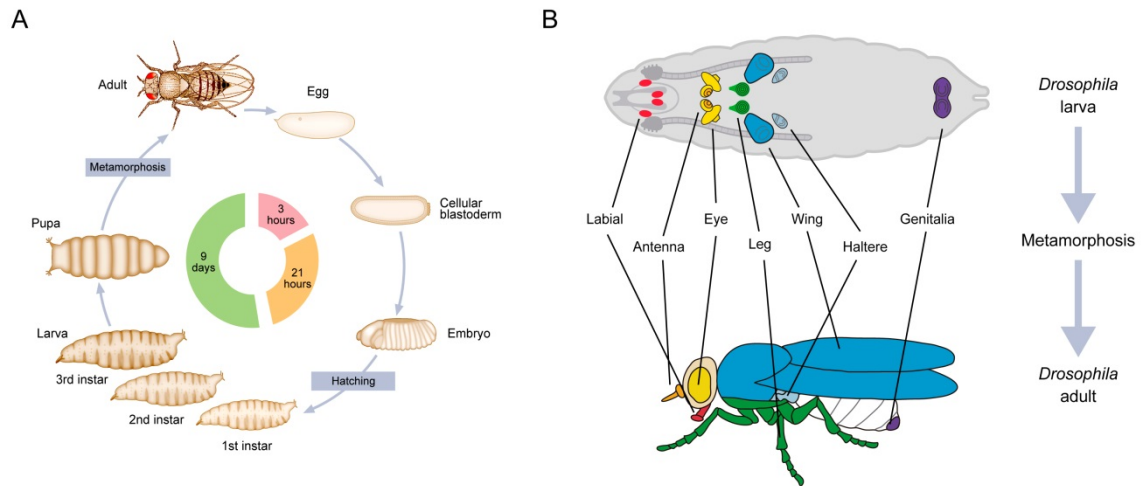 A
Adult
Egg
Metamorphosis
Cellular
blastoderm
Pupa
3
hours
9
days
21
hours
Larva
Embryo
3rd instar
Hatching
2nd instar
1st instar
B
Drosophila
larva
Labial
Eye
Wing
Genitalia
Antenna
Leg
Haltere
Metamorphosis
Drosophila
adult